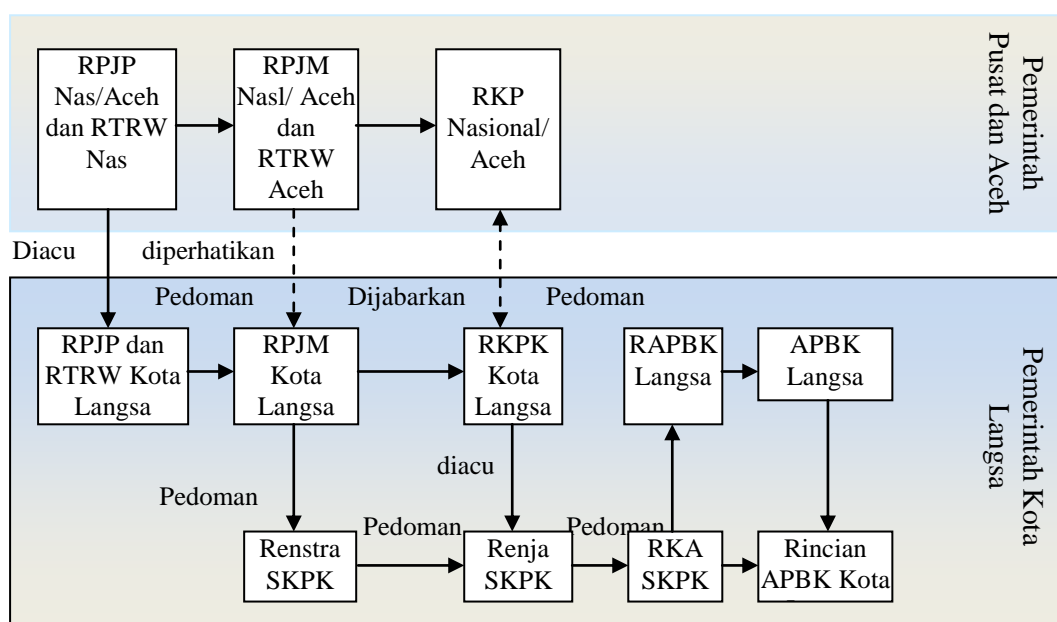 RPJP
Nas/Aceh
dan RTRW
Nas
RPJM
Nasl/ Aceh
dan
RTRW
Aceh
RKP
Nasional/
Aceh
Pemerintah
Pusat dan Aceh
Diacu
diperhatikan
Pedoman
Dijabarkan
Pedoman
RPJP dan
RTRW Kota
Langsa
RPJM
Kota
Langsa
RKPK
Kota
Langsa
RAPBK
Langsa
APBK
Langsa
Pemerintah Kota
Langsa
Pedoman
diacu
Pedoman
Pedoman
Renstra
SKPK
Renja
SKPK
RKA
SKPK
Rincian
APBK Kota